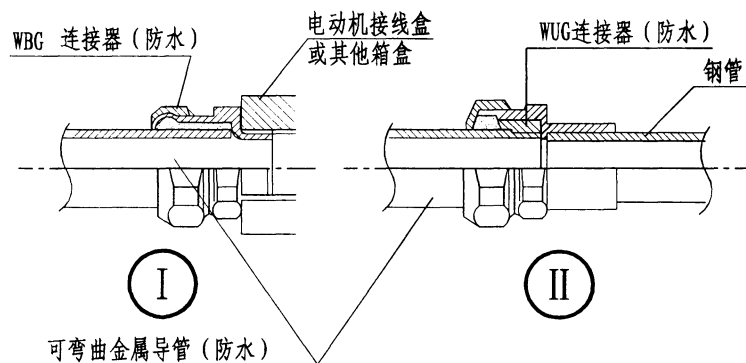 WBG 连接器(防水)
电动机接线盒
或其他箱盒
WUG连接器(防水)
钢管
I
II
可弯曲金属导管(防水)